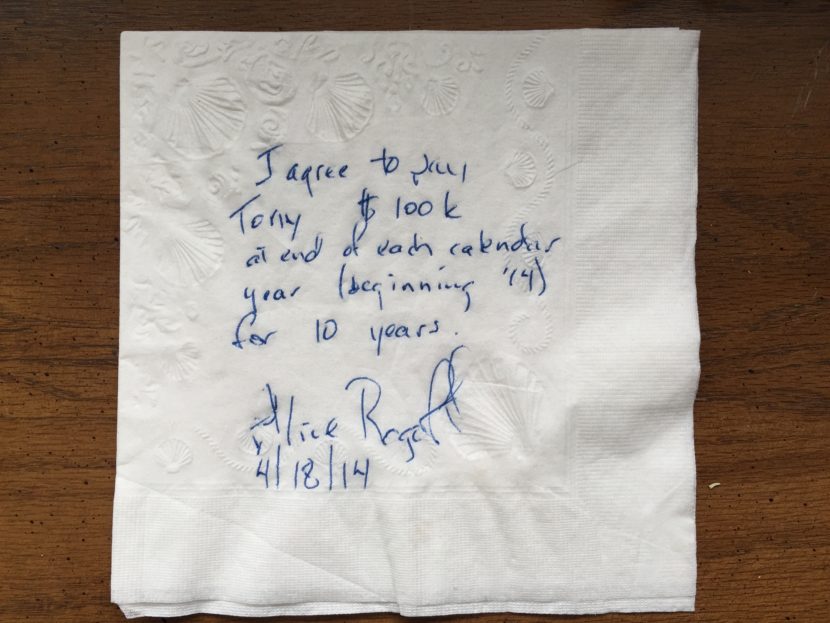 I agree to pay
Tony $100k
at end of each calendar
year (beginning '14)
for 10 years.
Alice Rogoff
4/18/14